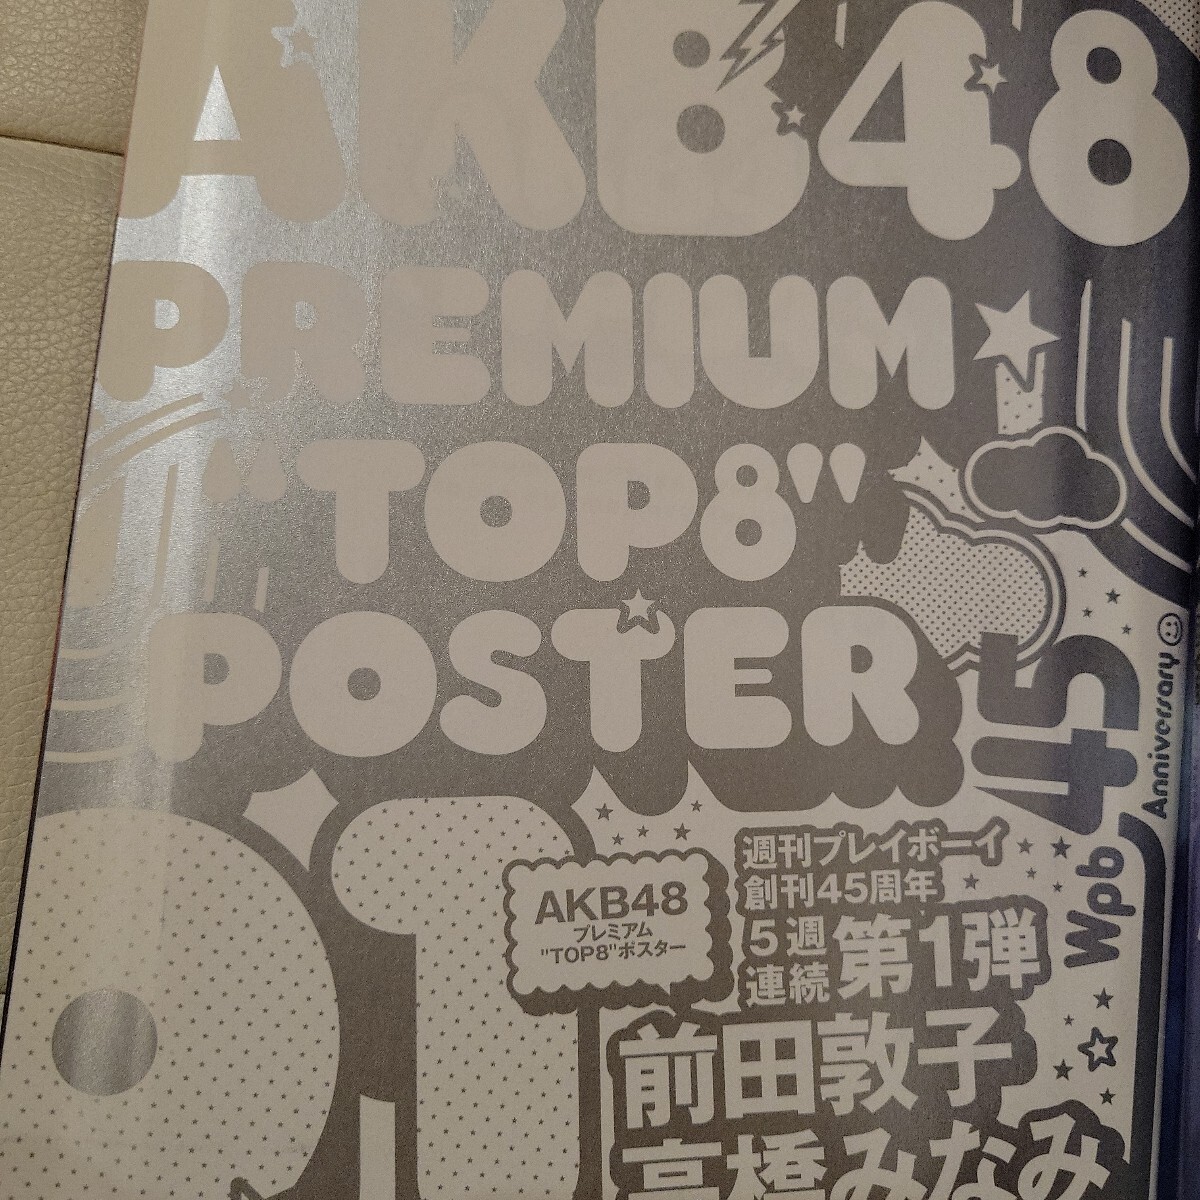 AKB48
PREMIUM
"TOP8"
POSTER
Wpb 45
Anniversary
01
AKB48
プレミアム
"TOP8"ポスター
週刊プレイボーイ
創刊45周年
5週
連続
第1弾
前田敦子
高橋みなみ